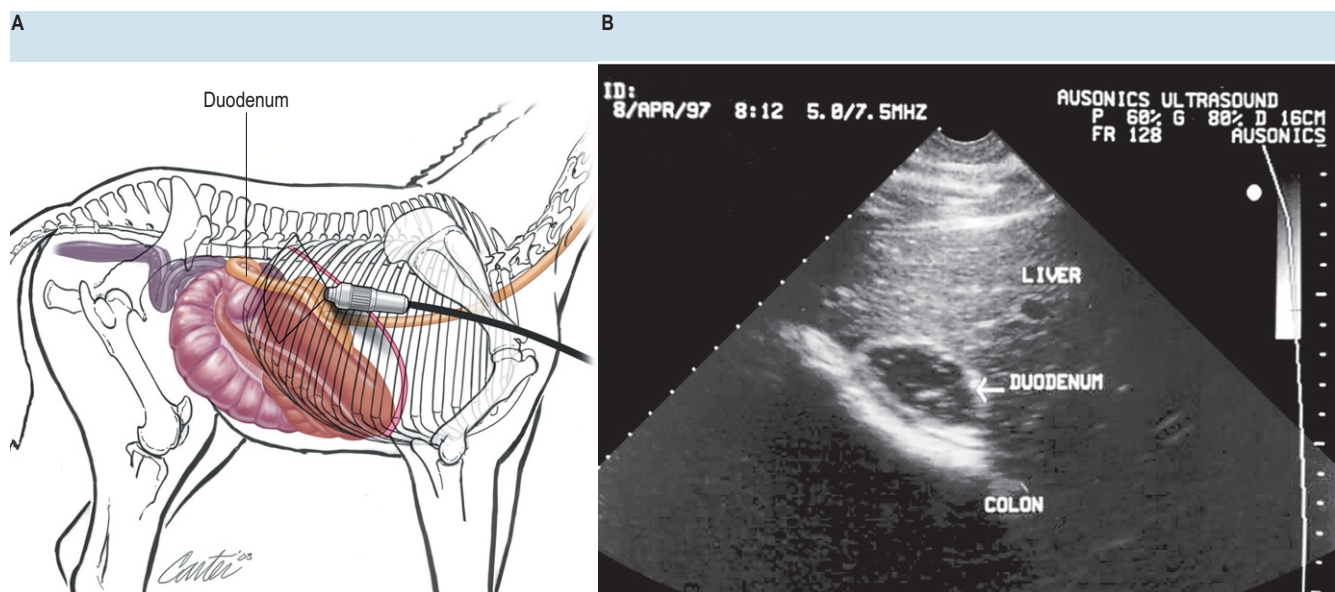 A
B
Duodenum
Carter '03
ID:
8/APR/97 8:12 5.0/7.5MHZ
AUSONICS ULTRASOUND
P 60% G 80% D 16CM
FR 128 AUSONICS
LIVER
DUODENUM
COLON